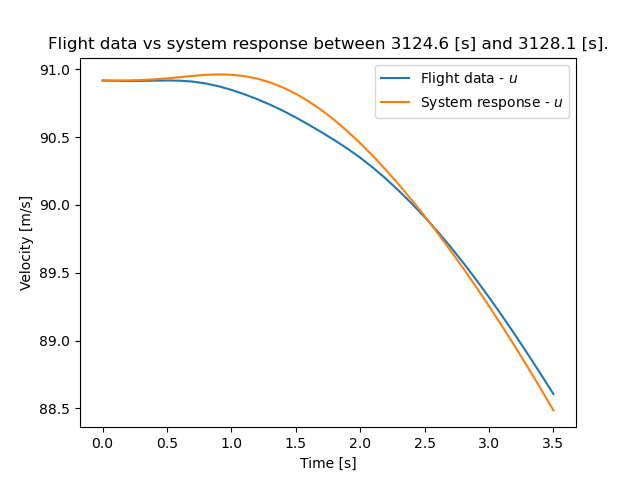 Flight data vs system response between 3124.6 [s] and 3128.1 [s].
Flight data - u
System response - u
Velocity [m/s]
91.0
90.5
90.0
89.5
89.0
88.5
0.0 0.5 1.0 1.5 2.0 2.5 3.0 3.5
Time [s]